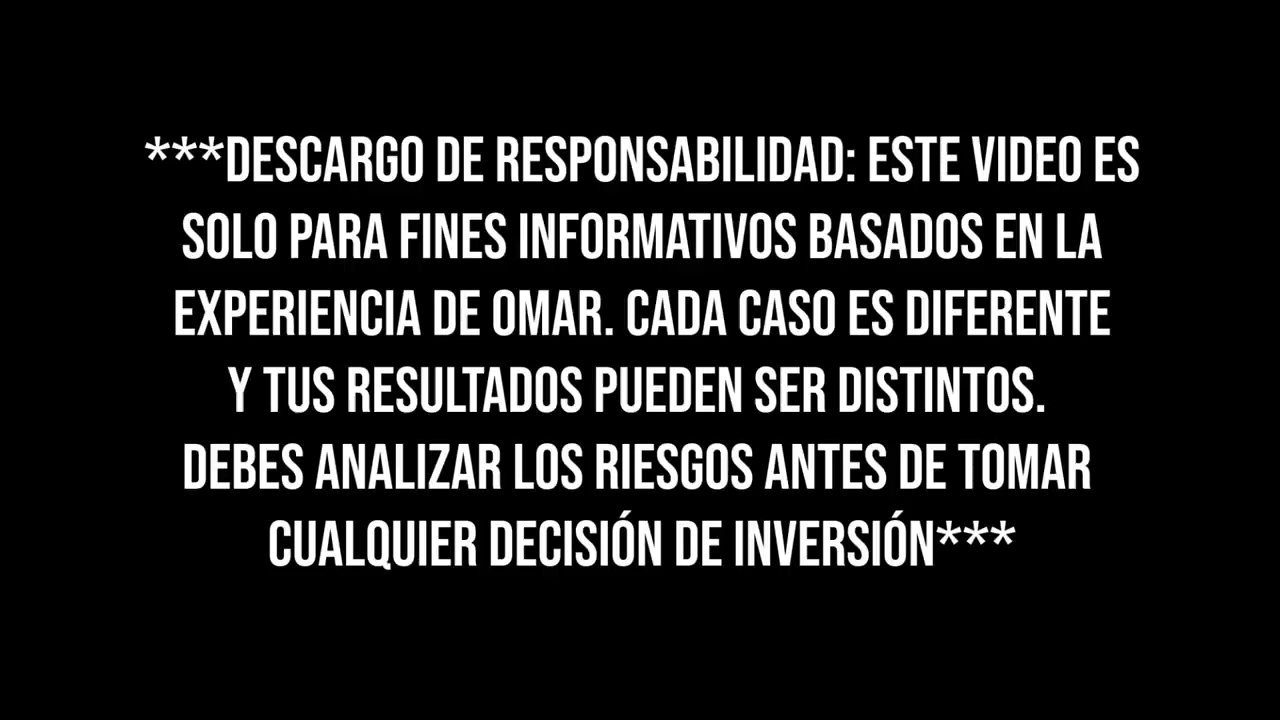 ***DESCARGO DE RESPONSABILIDAD: ESTE VIDEO ES
SOLO PARA FINES INFORMATIVOS BASADOS EN LA
EXPERIENCIA DE OMAR. CADA CASO ES DIFERENTE
Y TUS RESULTADOS PUEDEN SER DISTINTOS.
DEBES ANALIZAR LOS RIESGOS ANTES DE TOMAR
CUALQUIER DECISIÓN DE INVERSIÓN***